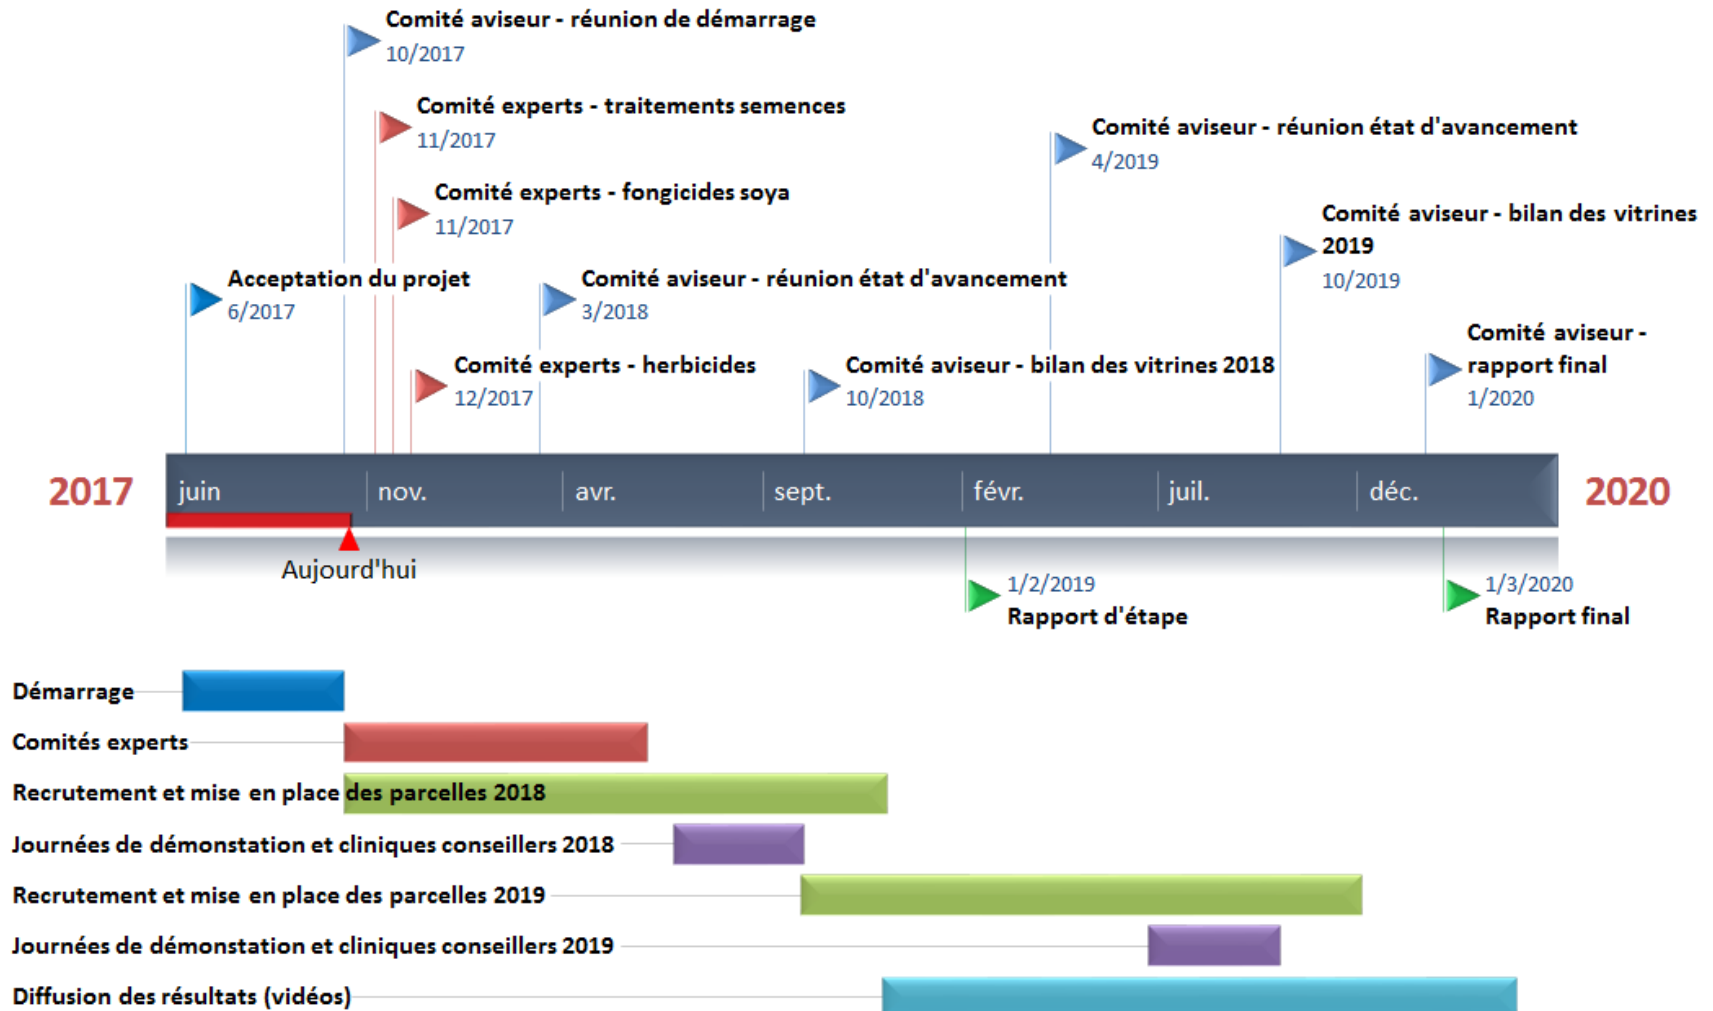 Comité aviseur - réunion de démarrage
10/2017
Comité experts - traitements semences
11/2017
Comité aviseur - réunion état d'avancement
4/2019
Comité experts - fongicides soya
11/2017
Comité aviseur - bilan des vitrines
2019
10/2019
Acceptation du projet
6/2017
Comité aviseur - réunion état d'avancement
3/2018
Comité aviseur -
rapport final
1/2020
Comité experts - herbicides
12/2017
Comité aviseur - bilan des vitrines 2018
10/2018
2017
juin
nov.
avr.
sept.
févr.
juil.
déc.
2020
Aujourd'hui
1/2/2019
Rapport d'étape
1/3/2020
Rapport final
Démarrage
Comités experts
Recrutement et mise en place des parcelles 2018
Journées de démonstation et cliniques conseillers 2018
Recrutement et mise en place des parcelles 2019
Journées de démonstation et cliniques conseillers 2019
Diffusion des résultats (vidéos)